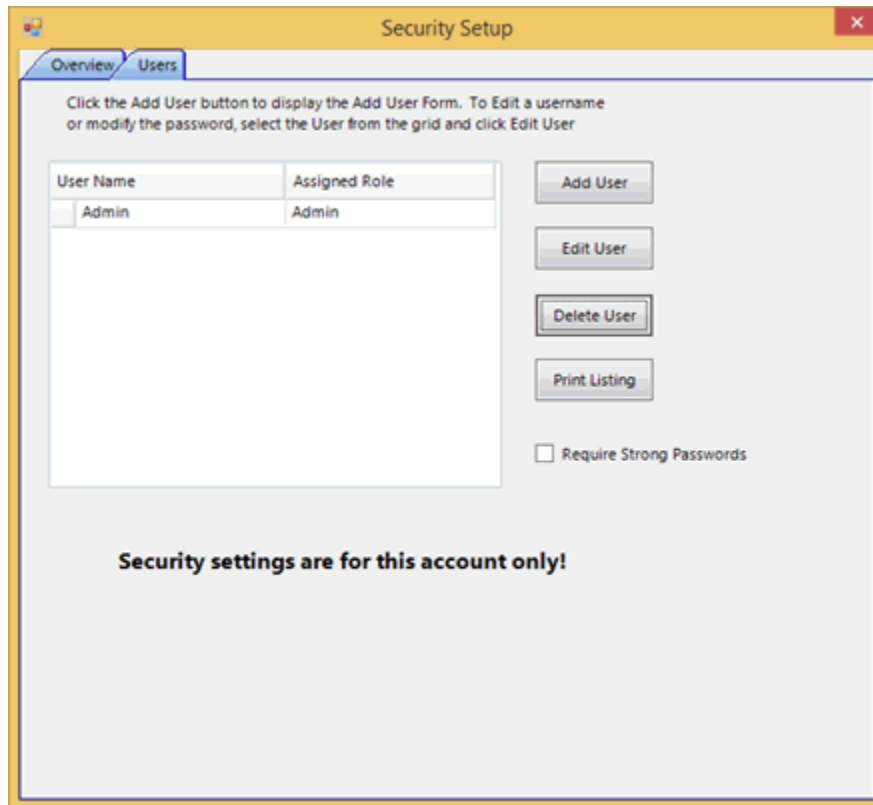 Security Setup
Overview Users
Click the Add User button to display the Add User Form. To Edit a username
or modify the password, select the User from the grid and click Edit User
User Name Assigned Role Add User
Admin Admin
Edit User
Delete User
Print Listing
Require Strong Passwords
Security settings are for this account only!